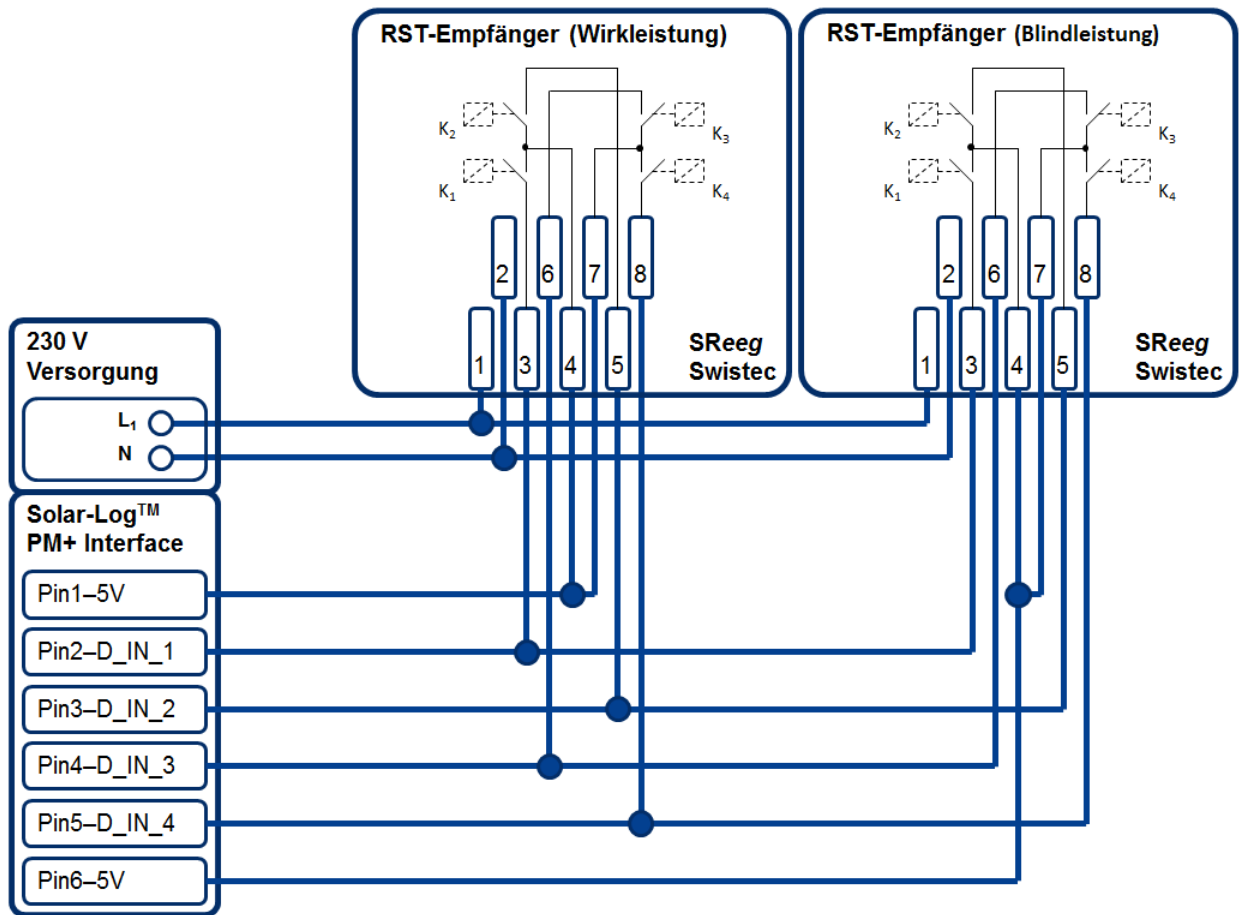 RST-Empfänger (Wirkleistung)
K2
K3
K1
K4
2
6
7
8
1
3
4
5
SReeg
Swistec
RST-Empfänger (Blindleistung)
K2
K3
K1
K4
2
6
7
8
1
3
4
5
SReeg
Swistec
230 V
Versorgung
L1
N
Solar-Log™
PM+ Interface
Pin1–5V
Pin2–D_IN_1
Pin3–D_IN_2
Pin4–D_IN_3
Pin5–D_IN_4
Pin6–5V